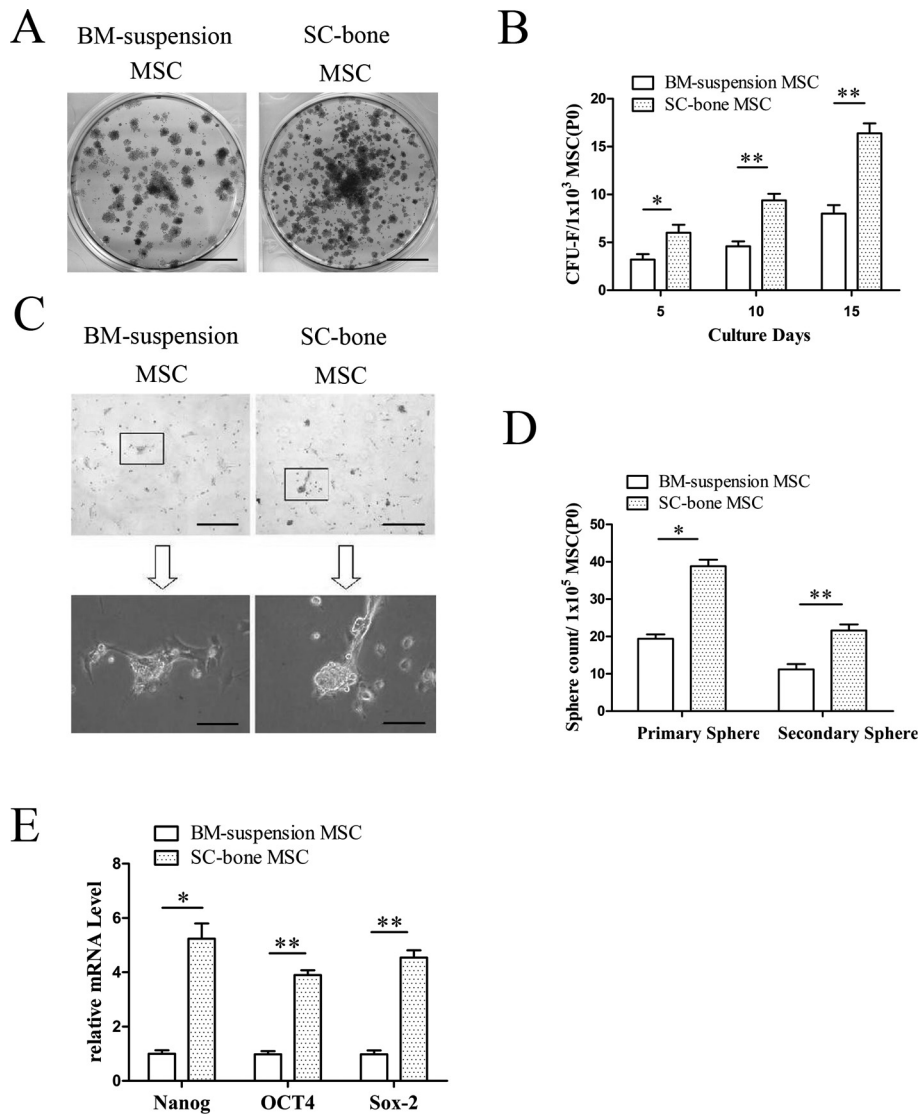 A
BM-suspension
MSC
SC-bone
MSC
B
BM-suspension MSC
SC-bone MSC
CFU-F/1x10³ MSC(P0)
20
15
10
5
0
*
**
**
5
10
15
Culture Days
C
BM-suspension
MSC
SC-bone
MSC
D
BM-suspension MSC
SC-bone MSC
Sphere count/ 1x10⁵ MSC(P0)
50
40
30
20
10
0
*
**
Primary Sphere
Secondary Sphere
E
BM-suspension MSC
SC-bone MSC
relative mRNA Level
8
6
4
2
0
*
**
**
Nanog
OCT4
Sox-2